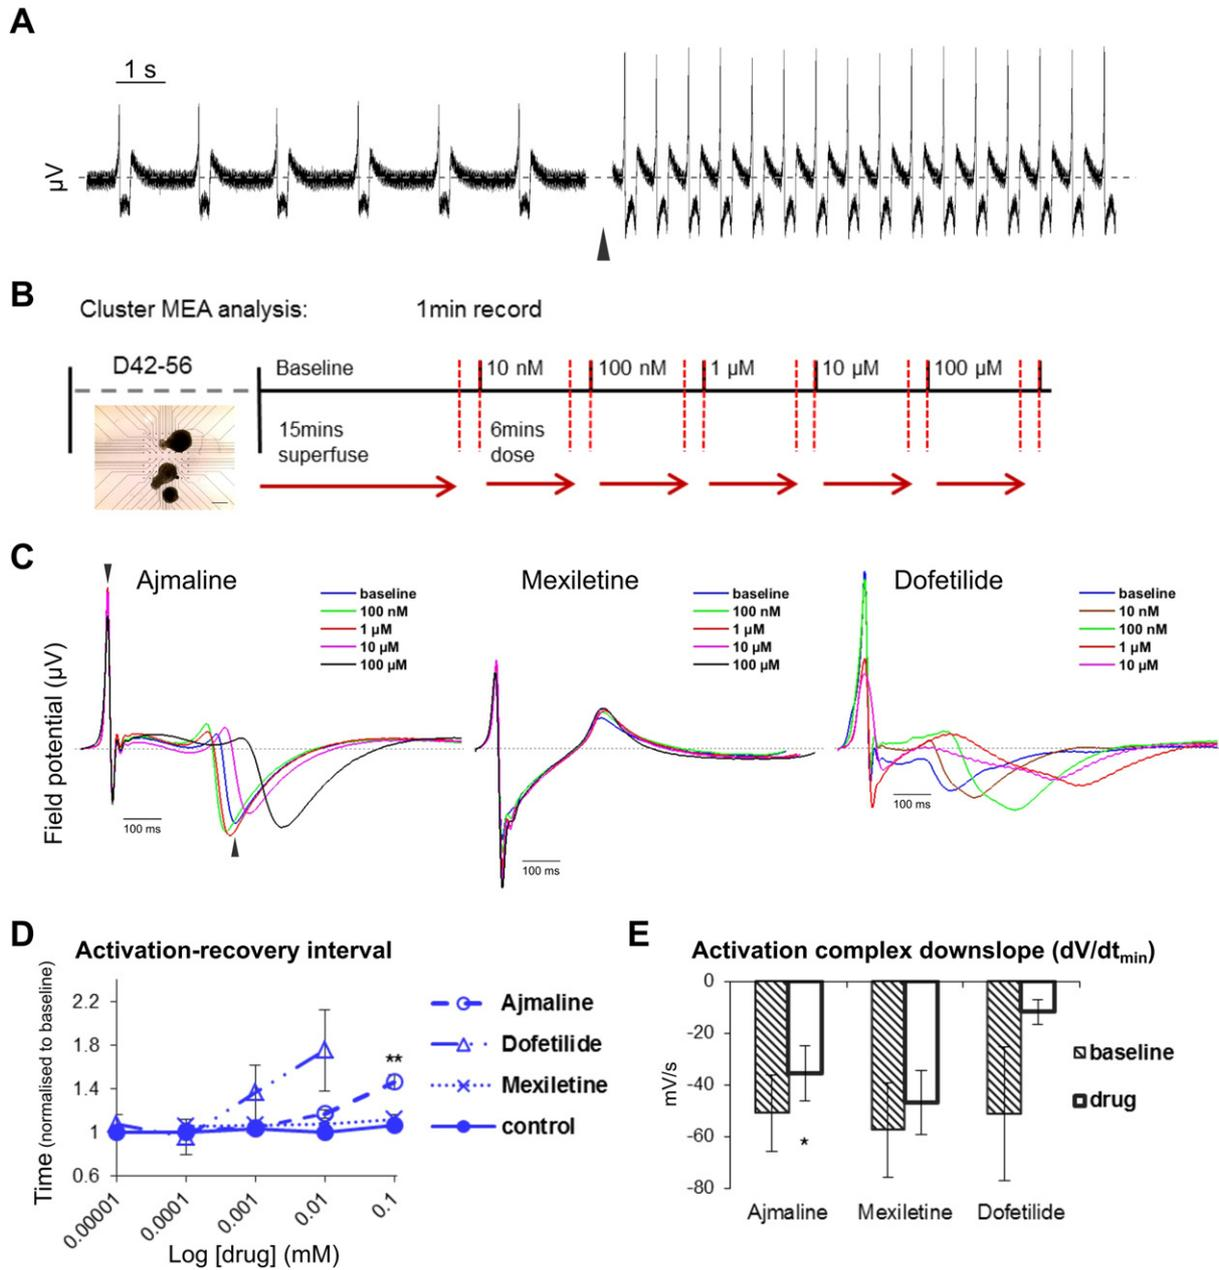 A
1 s
µV
B
Cluster MEA analysis: 1min record
D42-56
Baseline
10 nM
100 nM
1 µM
10 µM
100 µM
15mins
superfuse
6mins
dose
C
Field potential (µV)
Ajmaline
baseline
100 nM
1 µM
10 µM
100 µM
100 ms
Mexiletine
baseline
100 nM
1 µM
10 µM
100 µM
100 ms
Dofetilide
baseline
10 nM
100 nM
1 µM
10 µM
100 ms
D
Activation-recovery interval
Time (normalised to baseline)
2.2
1.8
1.4
1
0.6
**
0.00001
0.0001
0.001
0.01
0.1
Log [drug] (mM)
Ajmaline
Dofetilide
Mexiletine
control
E
Activation complex downslope (dV/dtmin)
mV/s
0
-20
-40
-60
-80
*
Ajmaline
Mexiletine
Dofetilide
baseline
drug